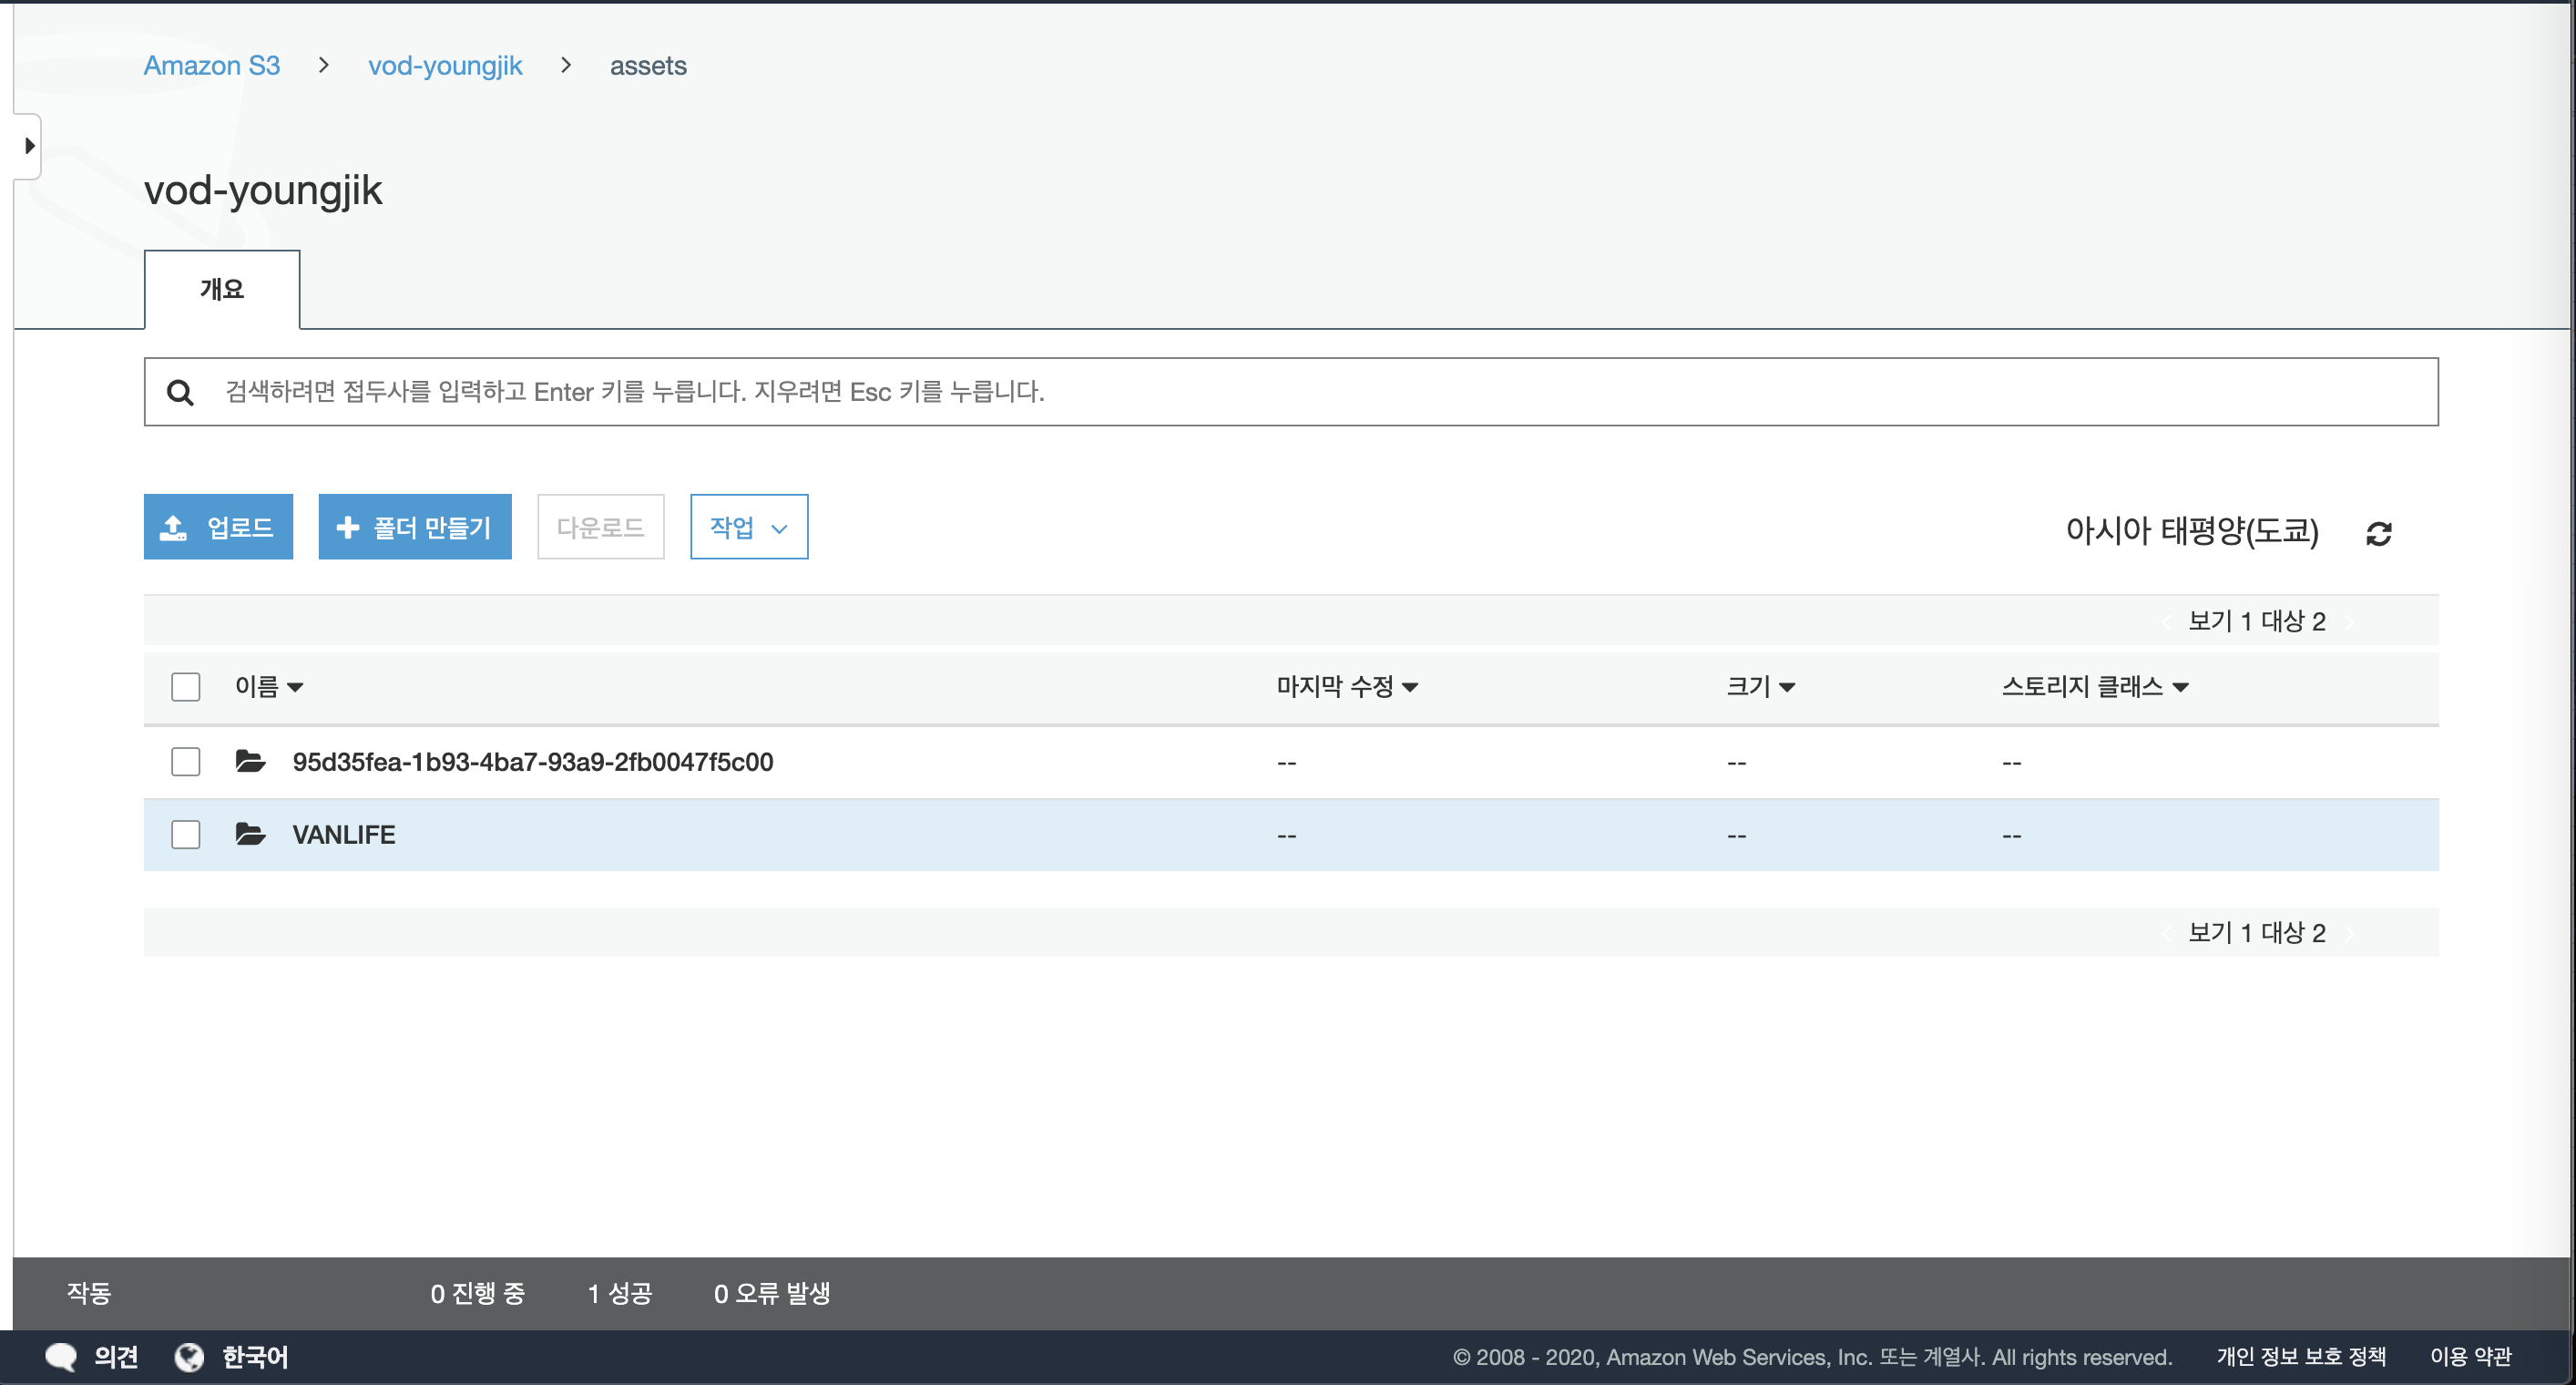 Amazon S3 > vod-youngjik > assets
vod-youngjik
개요
검색하려면 접두사를 입력하고 Enter 키를 누릅니다. 지우려면 Esc 키를 누릅니다.
업로드 폴더 만들기 다운로드 작업 아시아 태평양(도쿄)
보기 1 대상 2
이름 마지막 수정 크기 스토리지 클래스
95d35fea-1b93-4ba7-93a9-2fb0047f5c00 -- -- --
VANLIFE -- -- --
보기 1 대상 2
작동 0 진행 중 1 성공 0 오류 발생
의견 한국어 © 2008 - 2020, Amazon Web Services, Inc. 또는 계열사. All rights reserved. 개인 정보 보호 정책 이용 약관